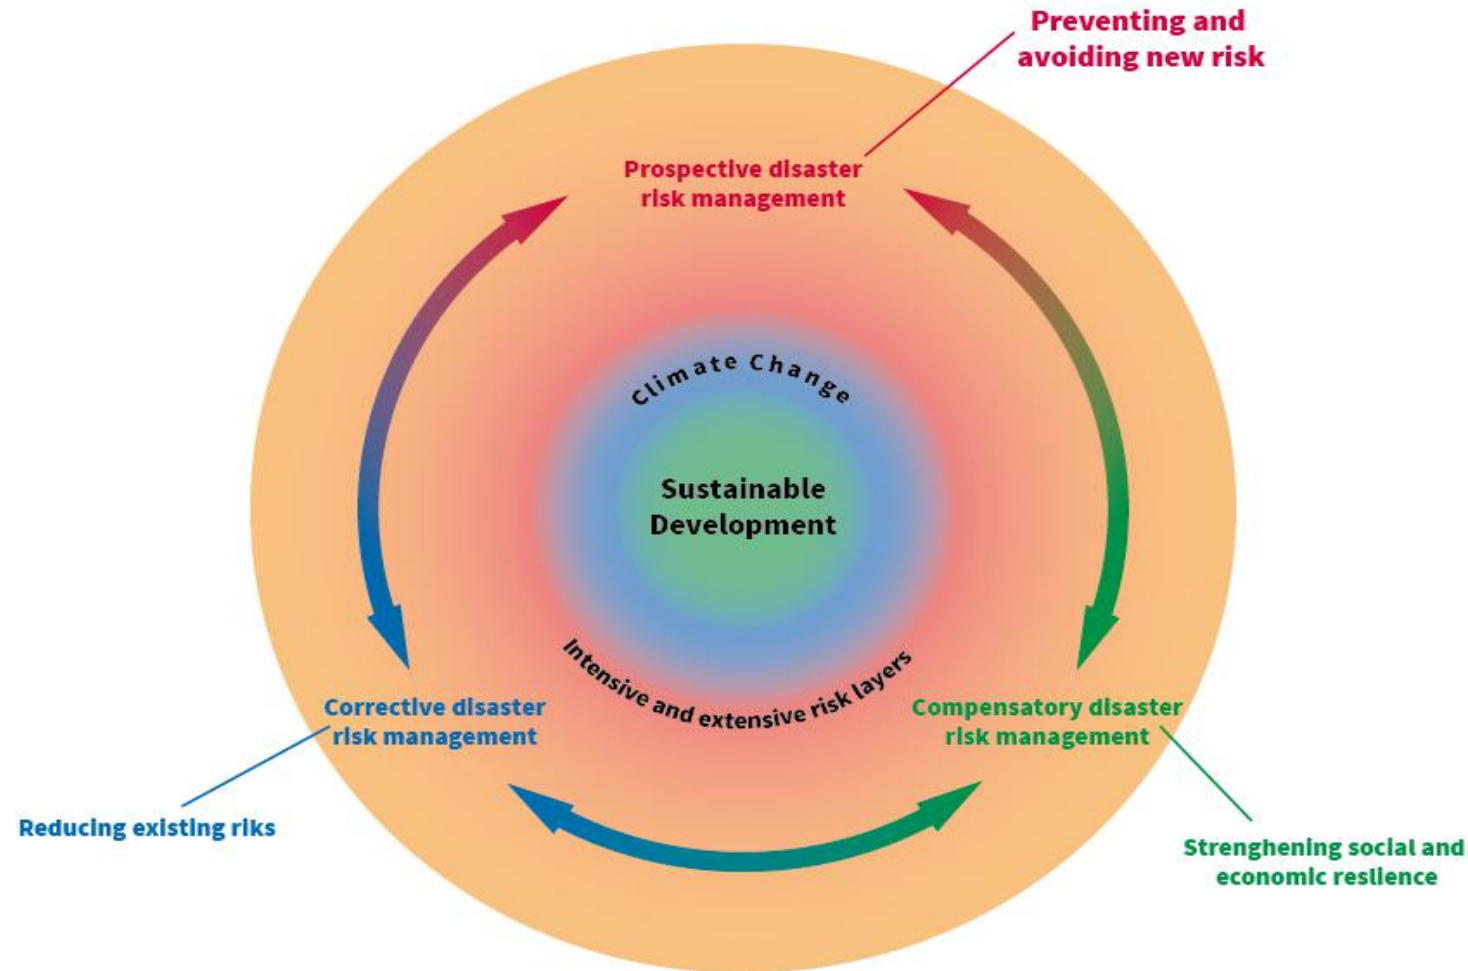 Preventing and
avoiding new risk
Prospective disaster
risk management
Climate Change
Sustainable
Development
Intensive and extensive risk layers
Corrective disaster
risk management
Compensatory disaster
risk management
Reducing existing riks
Strenghening social and
economic reslience